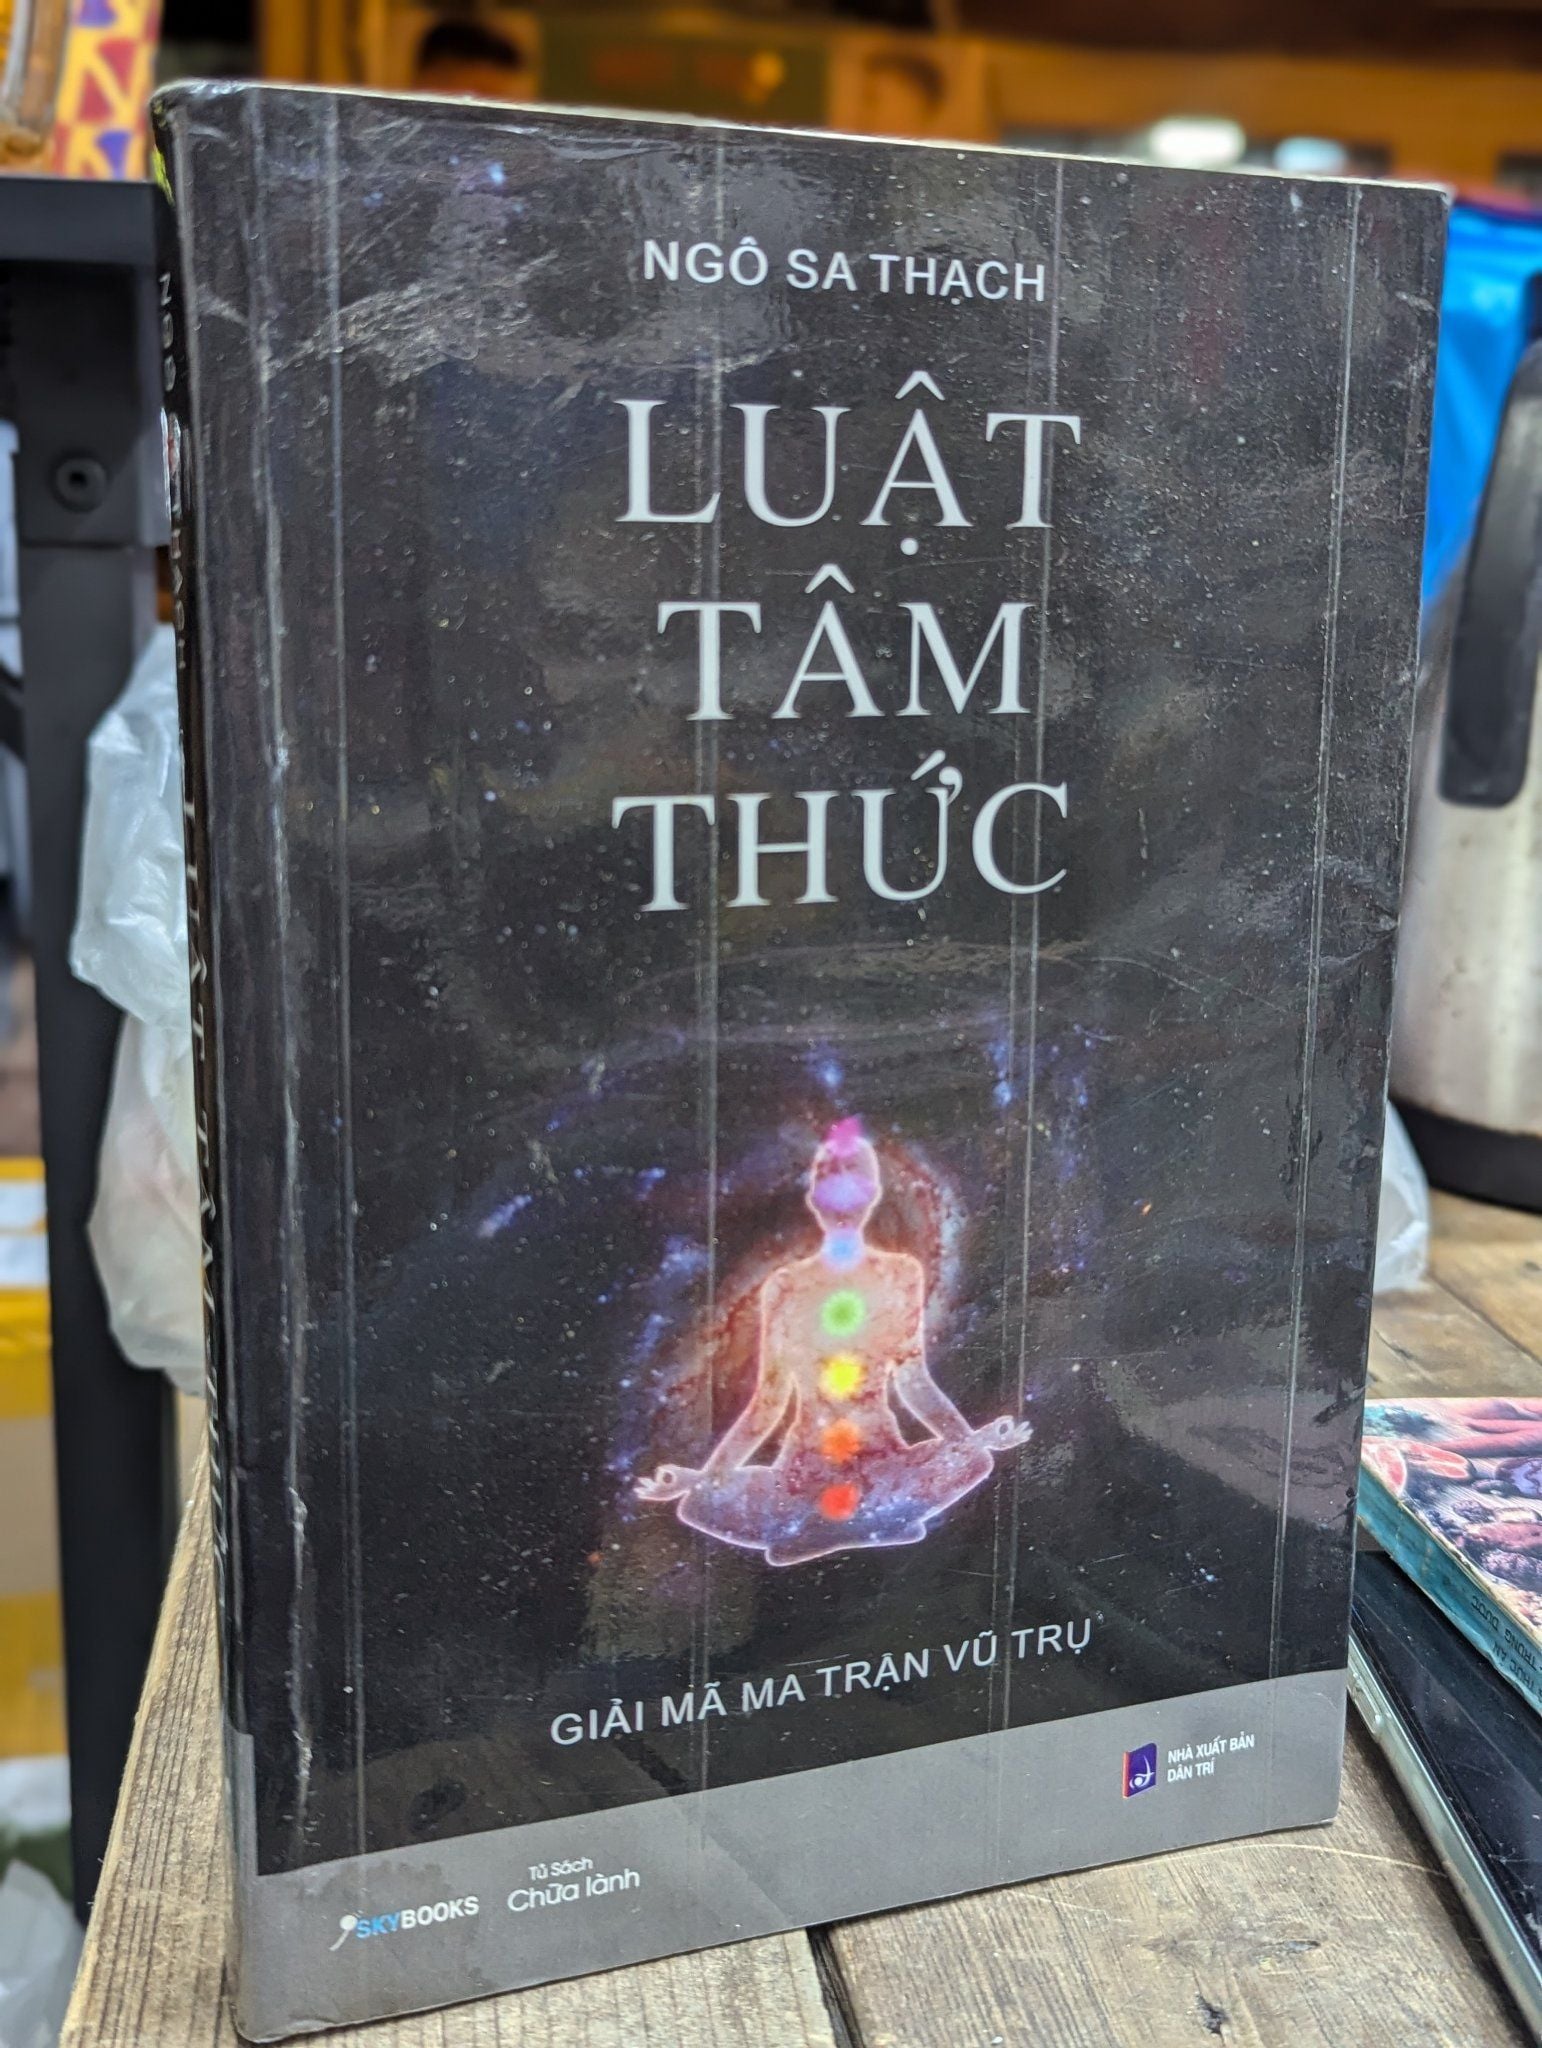 NGÔ SA THẠCH
LUẬT
TÂM
THỨC
GIẢI MÃ MA TRẬN VŨ TRỤ
NHÀ XUẤT BẢN
DÂN TRÍ
SKYBOOKS
Tủ Sách
Chữa lành